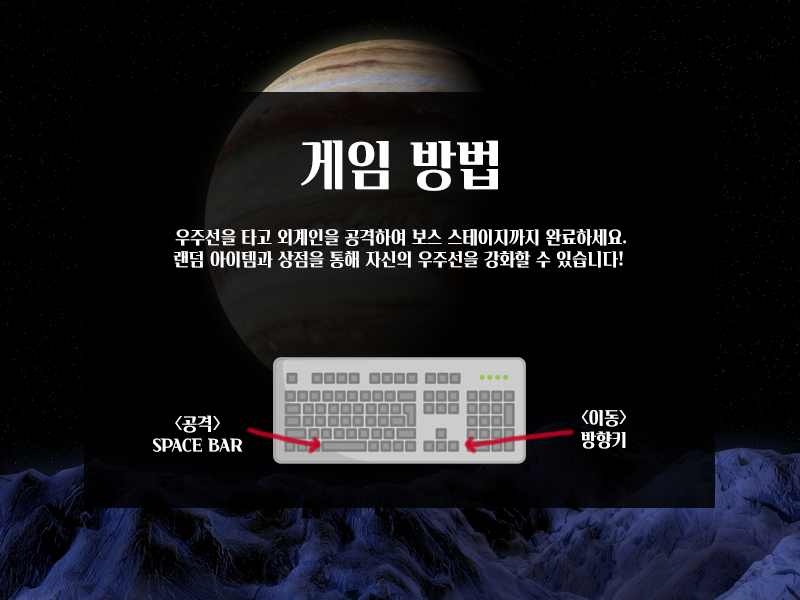 게임 방법
우주선을 타고 외계인을 공격하여 보스 스테이지까지 완료하세요.
랜덤 아이템과 상점을 통해 자신의 우주선을 강화할 수 있습니다!
<공격>
SPACE BAR
<이동>
방향키